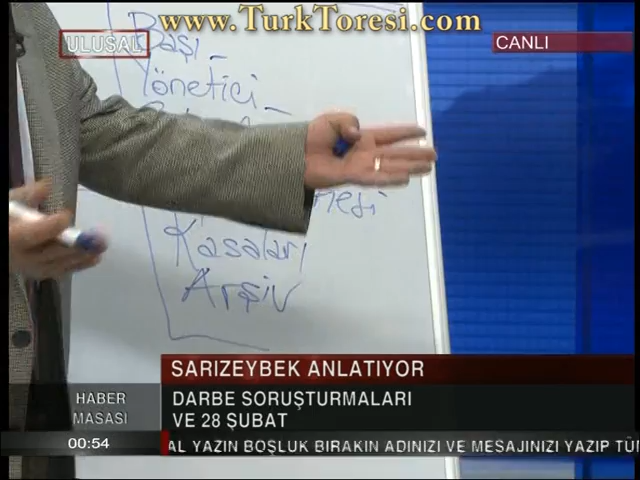 www.TurkToresi.com
ULUSAL
CANLI
Başı
Yönetici
Kasaları
Arşiv
SARIZEYBEK ANLATIYOR
HABER MASASI
DARBE SORUŞTURMALARI
VE 28 ŞUBAT
00:54
AL YAZIN BOŞLUK BIRAKIN ADINIZI VE MESAJINIZI YAZIP TÜM